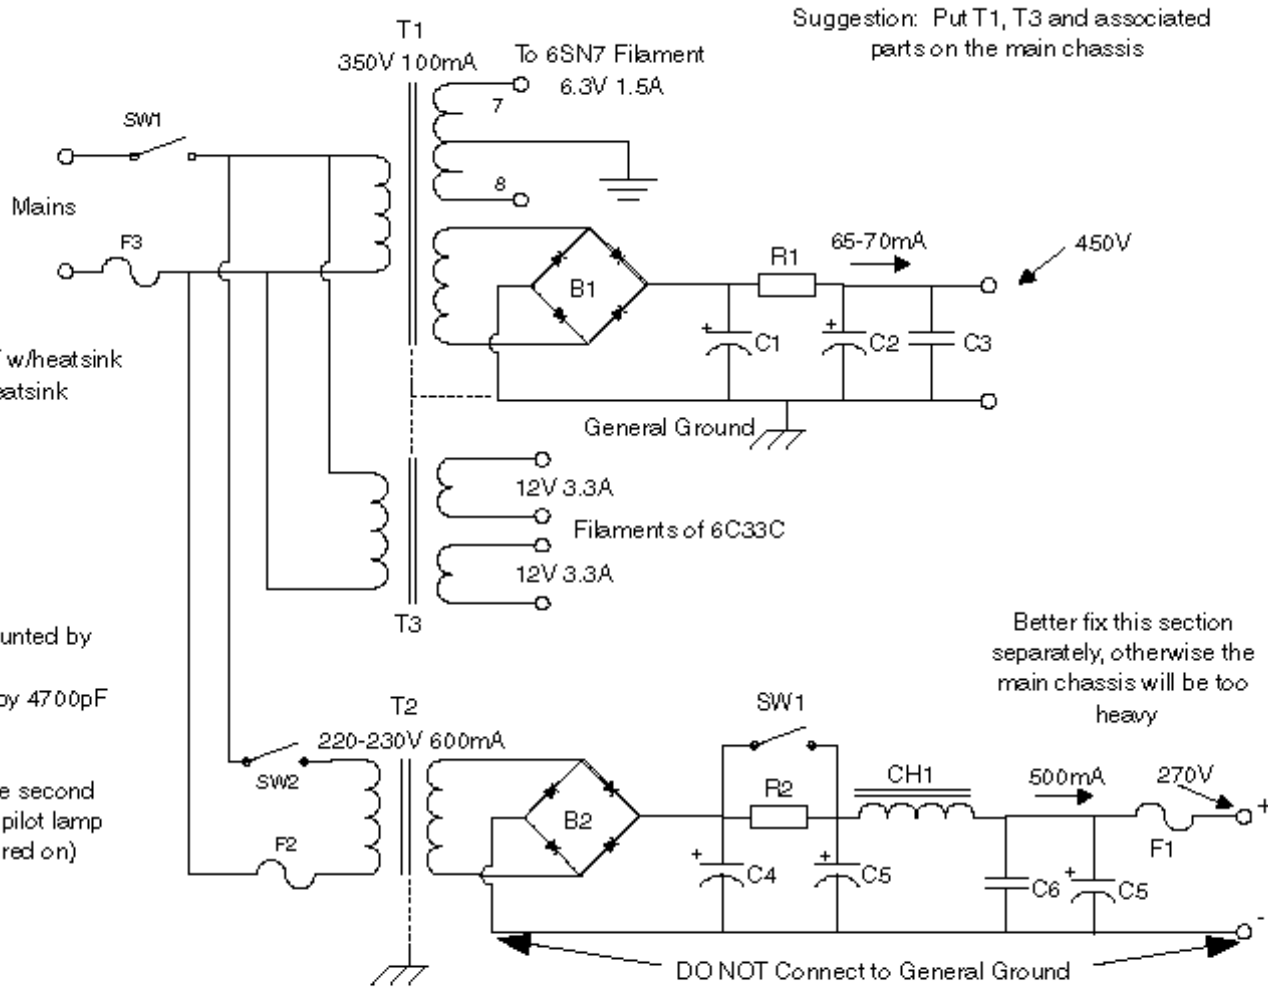 Suggestion: Put T1, T3 and associated
parts on the main chassis
T1
350V 100mA
To 6SN7 Filament
6.3V 1.5A
7
8
SW1
Mains
F3
B1
R1
65-70mA
450V
C1
C2
C3
w/heatsink
eatsink
General Ground
12V 3.3A
Filaments of 6C33C
12V 3.3A
T3
unted by
by 4700pF
e second
pilot lamp
red on)
Better fix this section
separately, otherwise the
main chassis will be too
heavy
T2
220-230V 600mA
SW2
F2
B2
SW1
R2
CH1
500mA
270V
+
F1
C4
C5
C6
C5
-
DO NOT Connect to General Ground